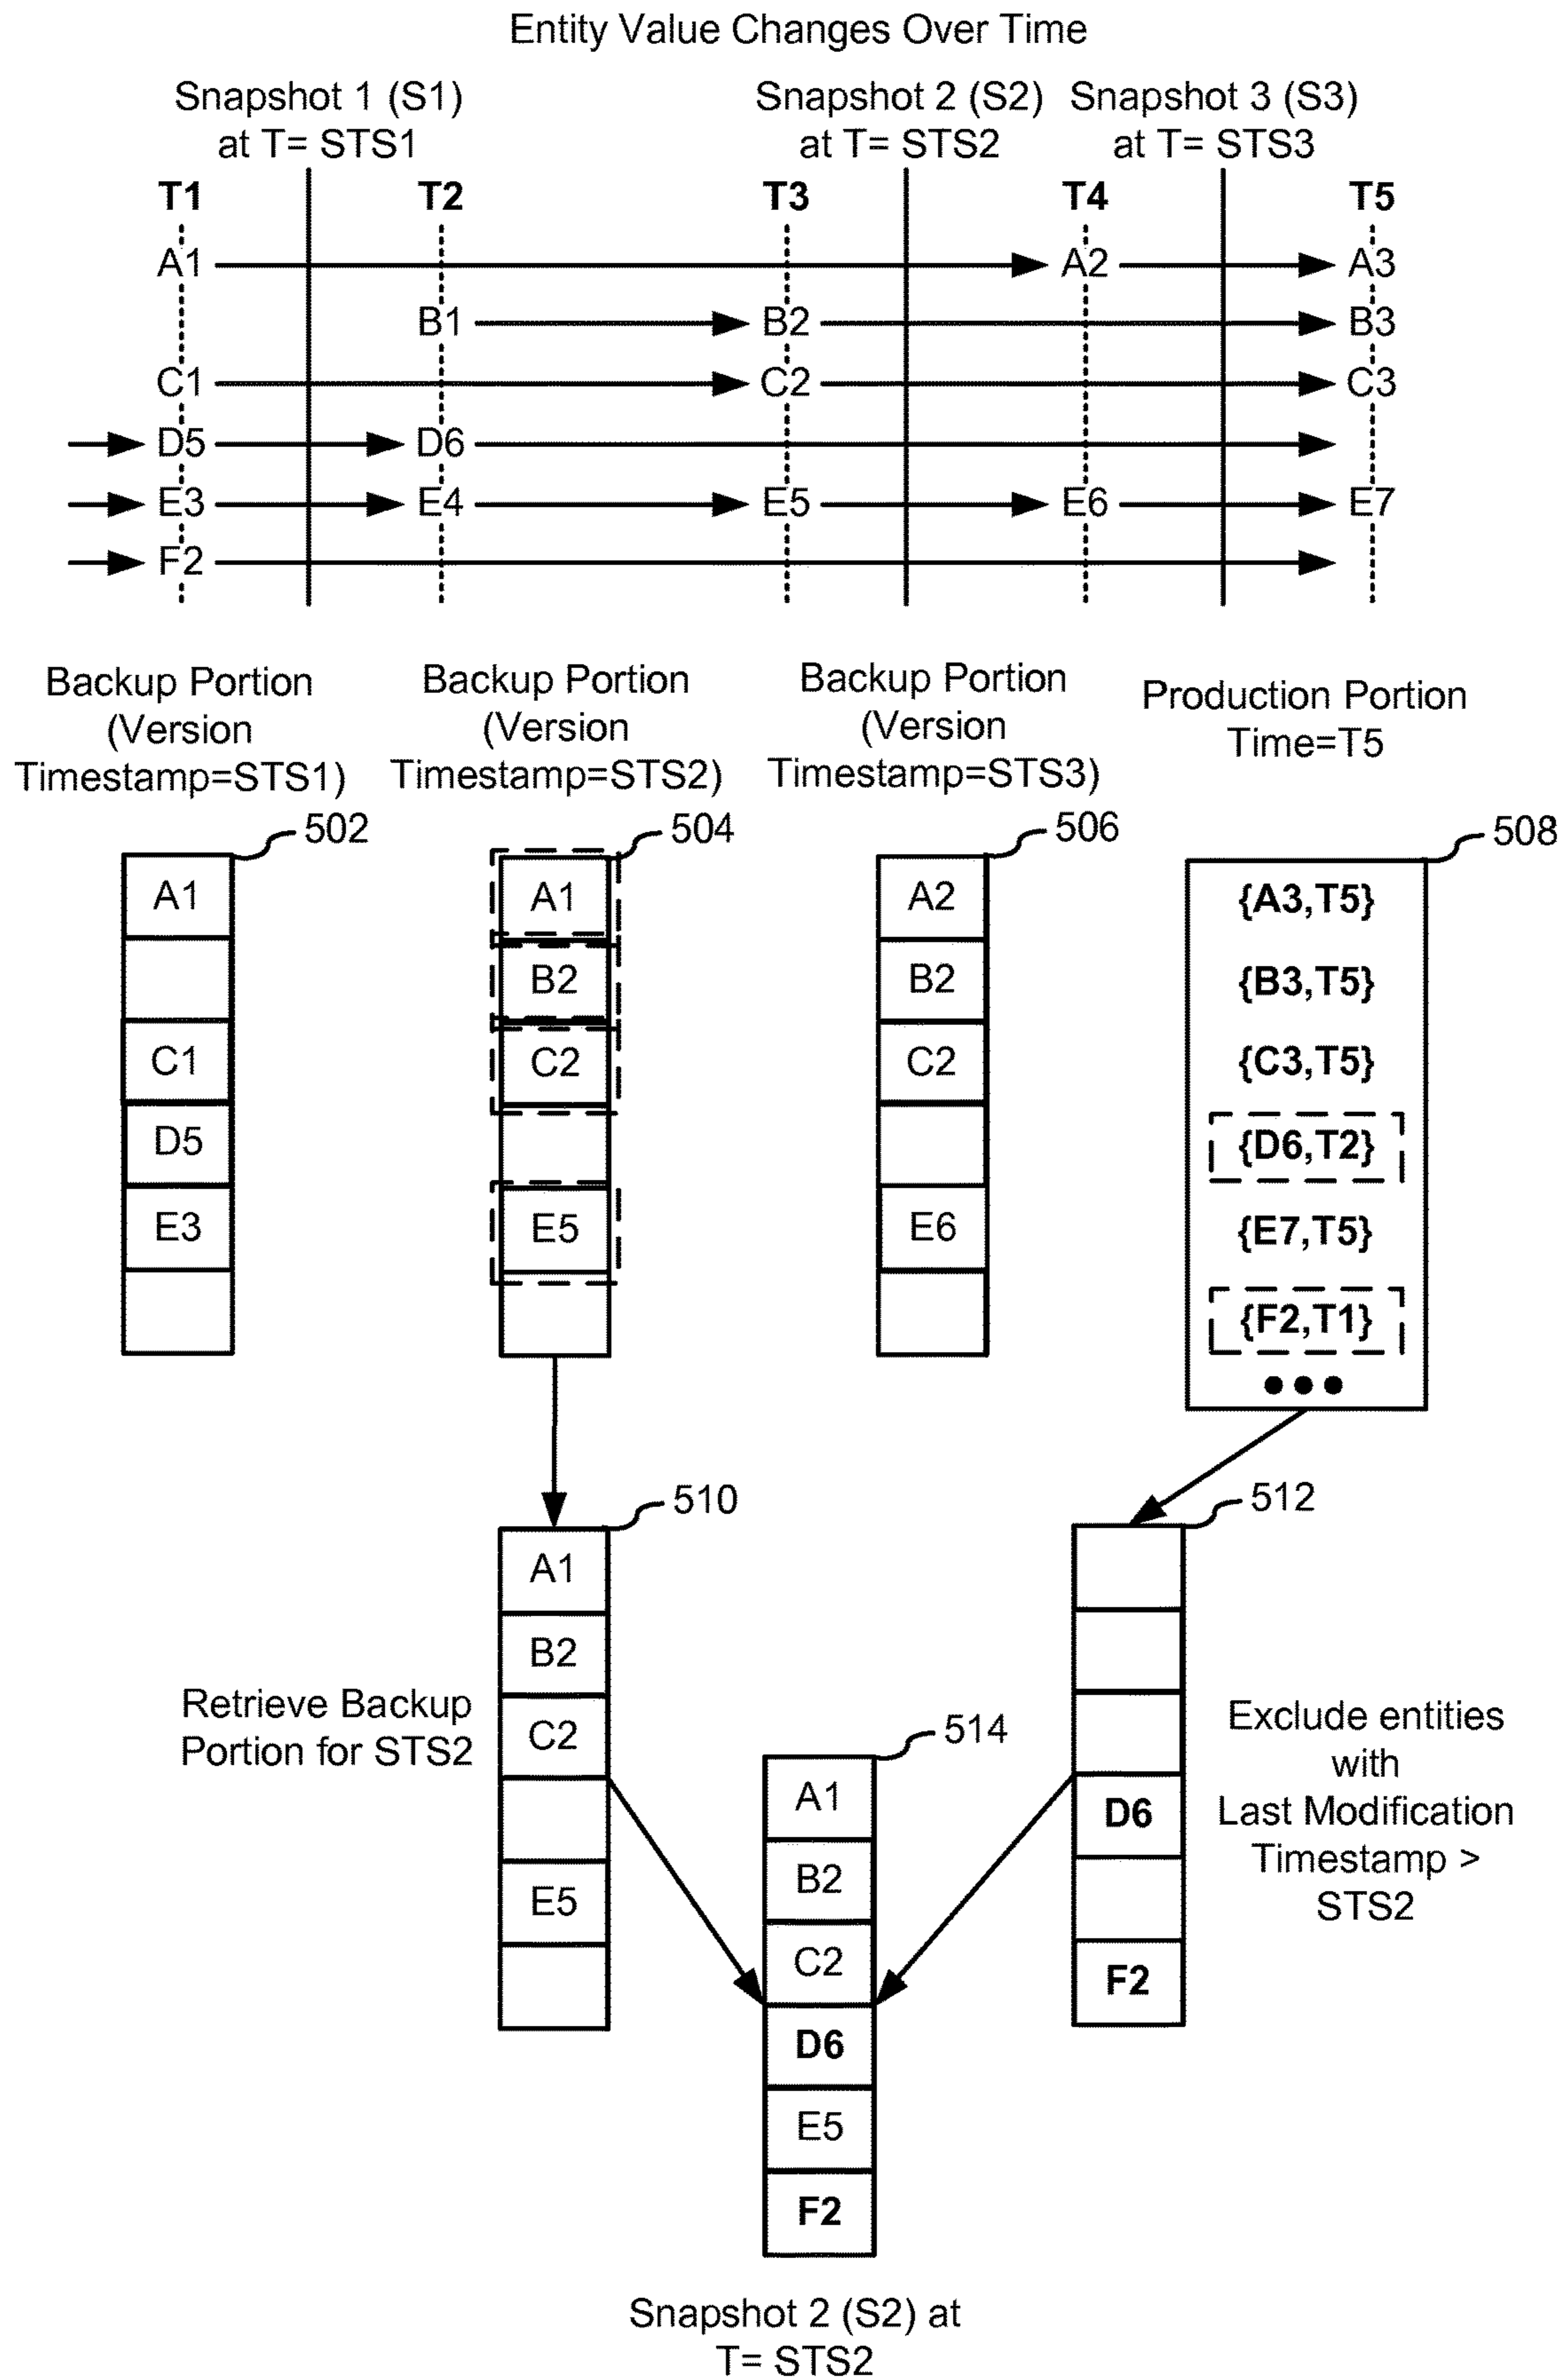 Entity Value Changes Over Time
Snapshot 1 (S1)
at T= STS1
Snapshot 2 (S2)
at T= STS2
Snapshot 3 (S3)
at T= STS3
T1 T2 T3 T4 T5
A1 A2 A3
B1 B2 B3
C1 C2 C3
D5 D6
E3 E4 E5 E6 E7
F2
Backup Portion
(Version
Timestamp=STS1)
Backup Portion
(Version
Timestamp=STS2)
Backup Portion
(Version
Timestamp=STS3)
Production Portion
Time=T5
502
A1
C1
D5
E3
504
A1
B2
C2
E5
506
A2
B2
C2
E6
508
{A3,T5}
{B3,T5}
{C3,T5}
{D6,T2}
{E7,T5}
{F2,T1}
510
A1
B2
C2
E5
Retrieve Backup
Portion for STS2
512
D6
F2
Exclude entities
with
Last Modification
Timestamp >
STS2
514
A1
B2
C2
D6
E5
F2
Snapshot 2 (S2) at
T= STS2